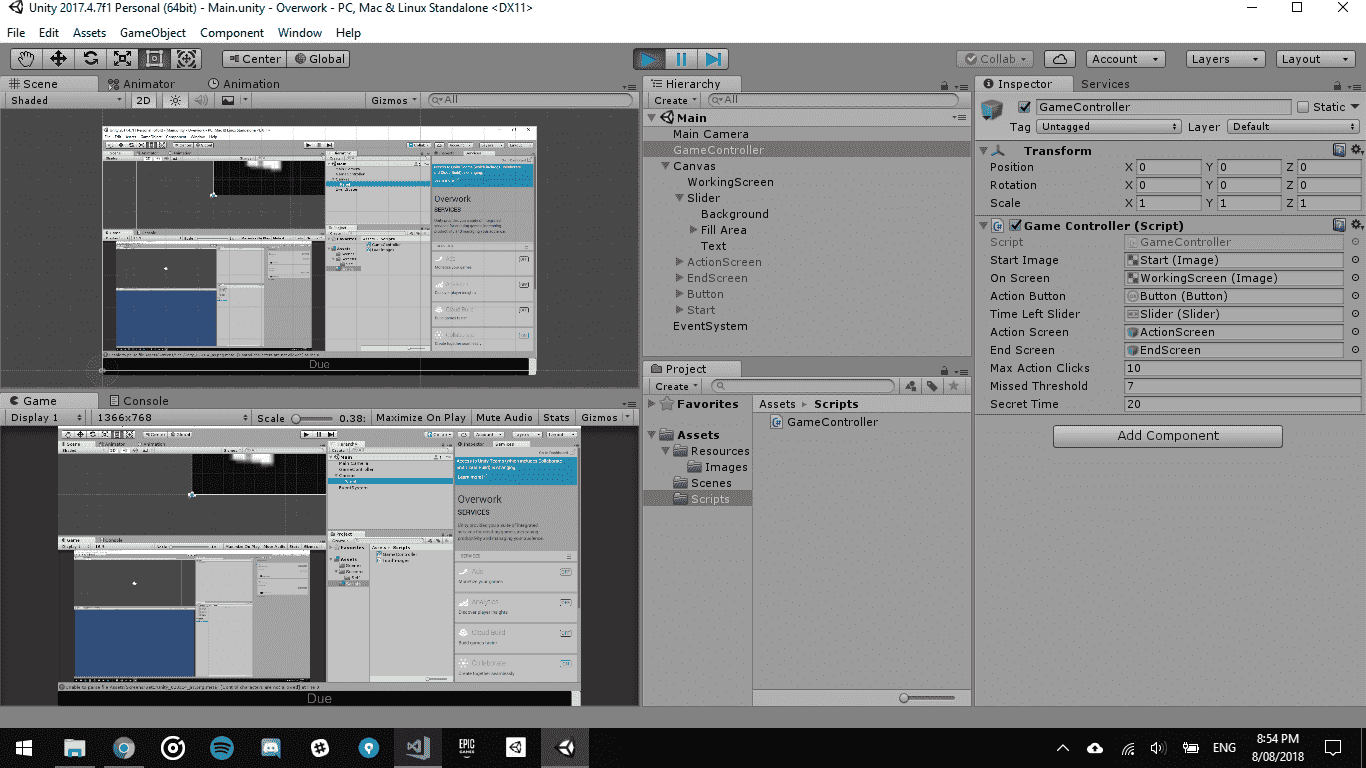 Unity 2017.4.7f1 Personal (64bit) - Main.unity - Overwork - PC, Mac & Linux Standalone <DX11>
File Edit Assets GameObject Component Window Help
Center Global
Collab
Account
Layers
Layout
Scene Animator Animation
Shaded 2D Gizmos All
Due
Game Console
Display 1 1366x768 Scale 0.38: Maximize On Play Mute Audio Stats Gizmos
Overwork
SERVICES
Due
Hierarchy
Create All
Main
Main Camera
GameController
Canvas
WorkingScreen
Slider
Background
Fill Area
Text
ActionScreen
EndScreen
Button
Start
EventSystem
Project
Create
Favorites
Assets
Resources
Images
Scenes
Scripts
Assets Scripts
GameController
Inspector Services
GameController Static
Tag Untagged Layer Default
Transform
Position X 0 Y 0 Z 0
Rotation X 0 Y 0 Z 0
Scale X 1 Y 1 Z 1
Game Controller (Script)
Script GameController
Start Image Start (Image)
On Screen WorkingScreen (Image)
Action Button Button (Button)
Time Left Slider Slider (Slider)
Action Screen ActionScreen
End Screen EndScreen
Max Action Clicks 10
Missed Threshold 7
Secret Time 20
Add Component
EPIC GAMES
ENG
8:54 PM
8/08/2018